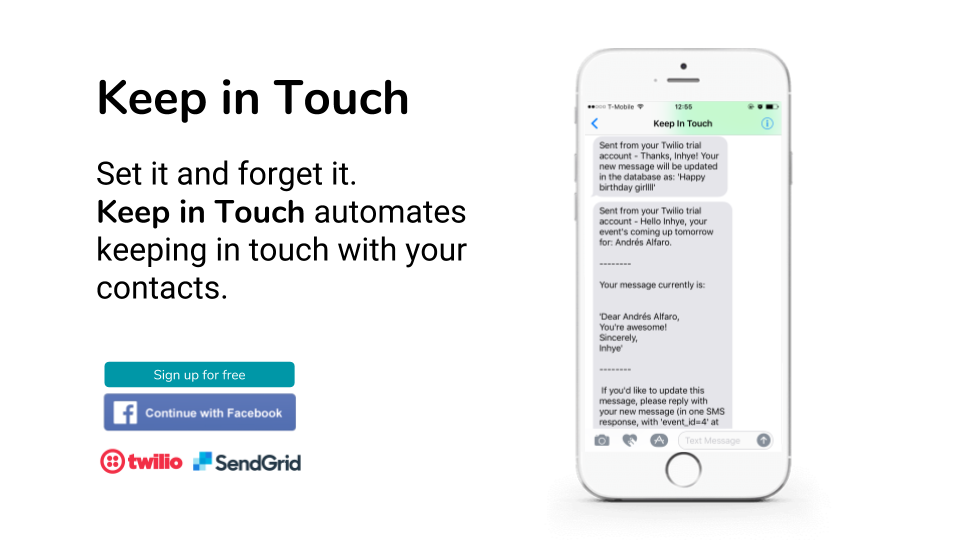 Keep in Touch
Set it and forget it.
Keep in Touch automates
keeping in touch with your
contacts.
Sign up for free
Continue with Facebook
twilio SendGrid
T-Mobile 12:55
Keep In Touch
Sent from your Twilio trial
account - Thanks, Inhye! Your
new message will be updated
in the database as: 'Happy
birthday girllll'
Sent from your Twilio trial
account - Hello Inhye, your
event's coming up tomorrow
for: Andrés Alfaro.
--------
Your message currently is:
'Dear Andrés Alfaro,
You're awesome!
Sincerely,
Inhye'
--------
If you'd like to update this
message, please reply with
your new message (in one SMS
response, with 'event_id=4' at
Text Message